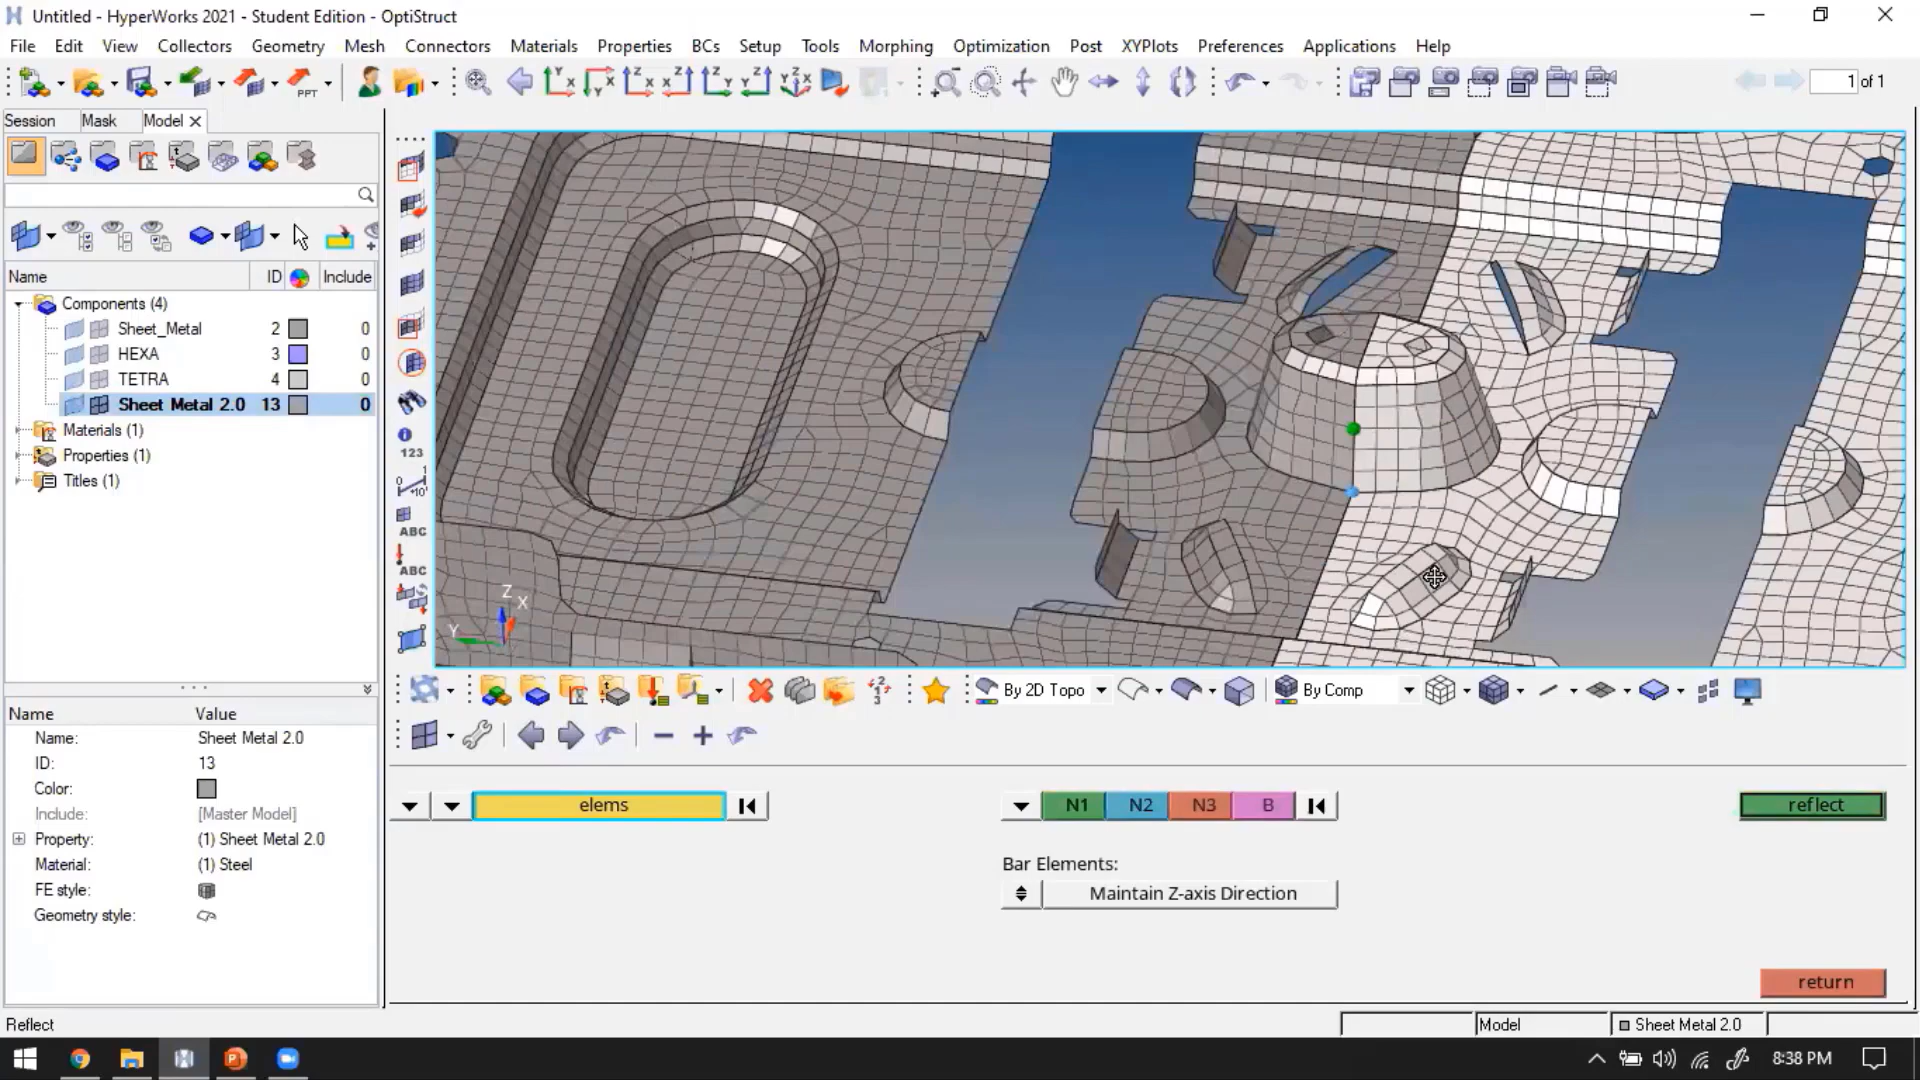 Untitled - HyperWorks 2021 - Student Edition - OptiStruct
File Edit View Collectors Geometry Mesh Connectors Materials Properties BCs Setup Tools Morphing Optimization Post XYPlots Preferences Applications Help
PPT
1 of 1
Session Mask Model
Name ID Include
Components (4)
Sheet_Metal 2 0
HEXA 3 0
TETRA 4 0
Sheet Metal 2.0 13 0
Materials (1)
Properties (1)
Titles (1)
123
ABC
ABC
Z
X
Y
By 2D Topo By Comp
Name Value
Name: Sheet Metal 2.0
ID: 13
Color:
Include: [Master Model]
Property: (1) Sheet Metal 2.0
Material: (1) Steel
FE style:
Geometry style:
elems N1 N2 N3 B reflect
Bar Elements:
Maintain Z-axis Direction
return
Reflect Model Sheet Metal 2.0
8:38 PM